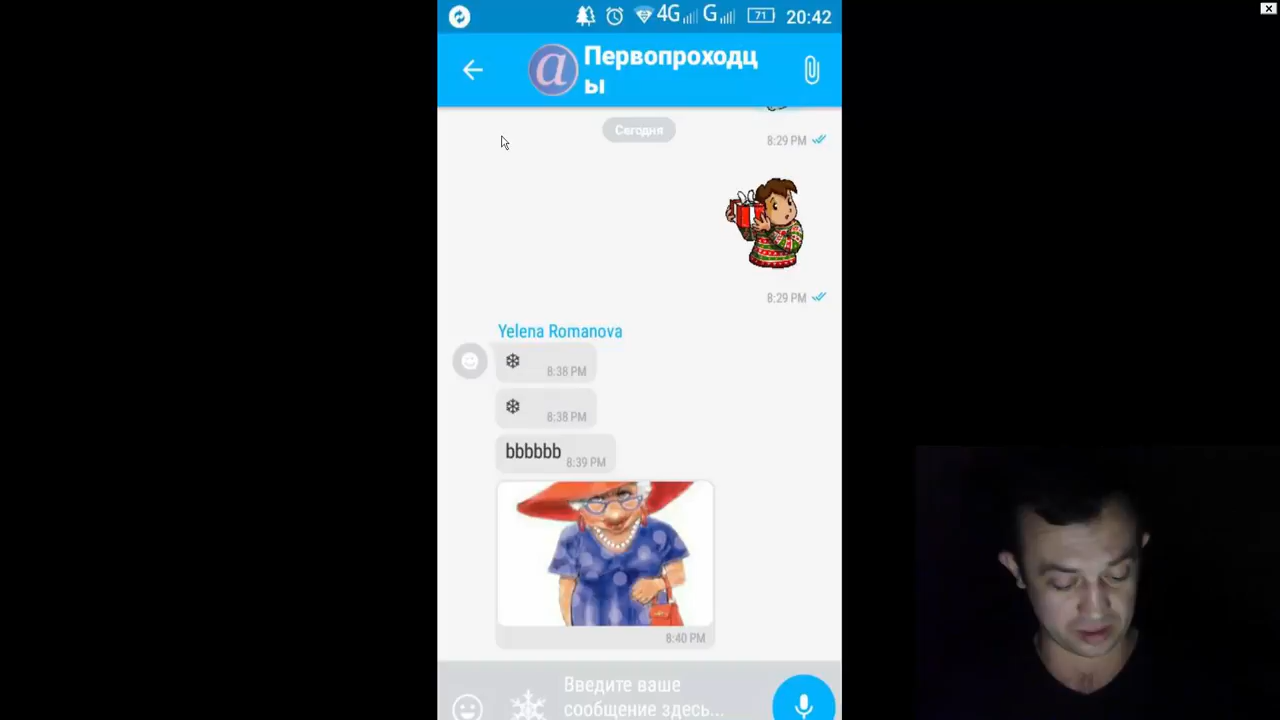 4G G 71 20:42
a Первопроходц
ы
Сегодня
8:29 PM
8:29 PM
Yelena Romanova
❄ 8:38 PM
❄ 8:38 PM
bbbbbb 8:39 PM
8:40 PM
Введите ваше
сообщение здесь...